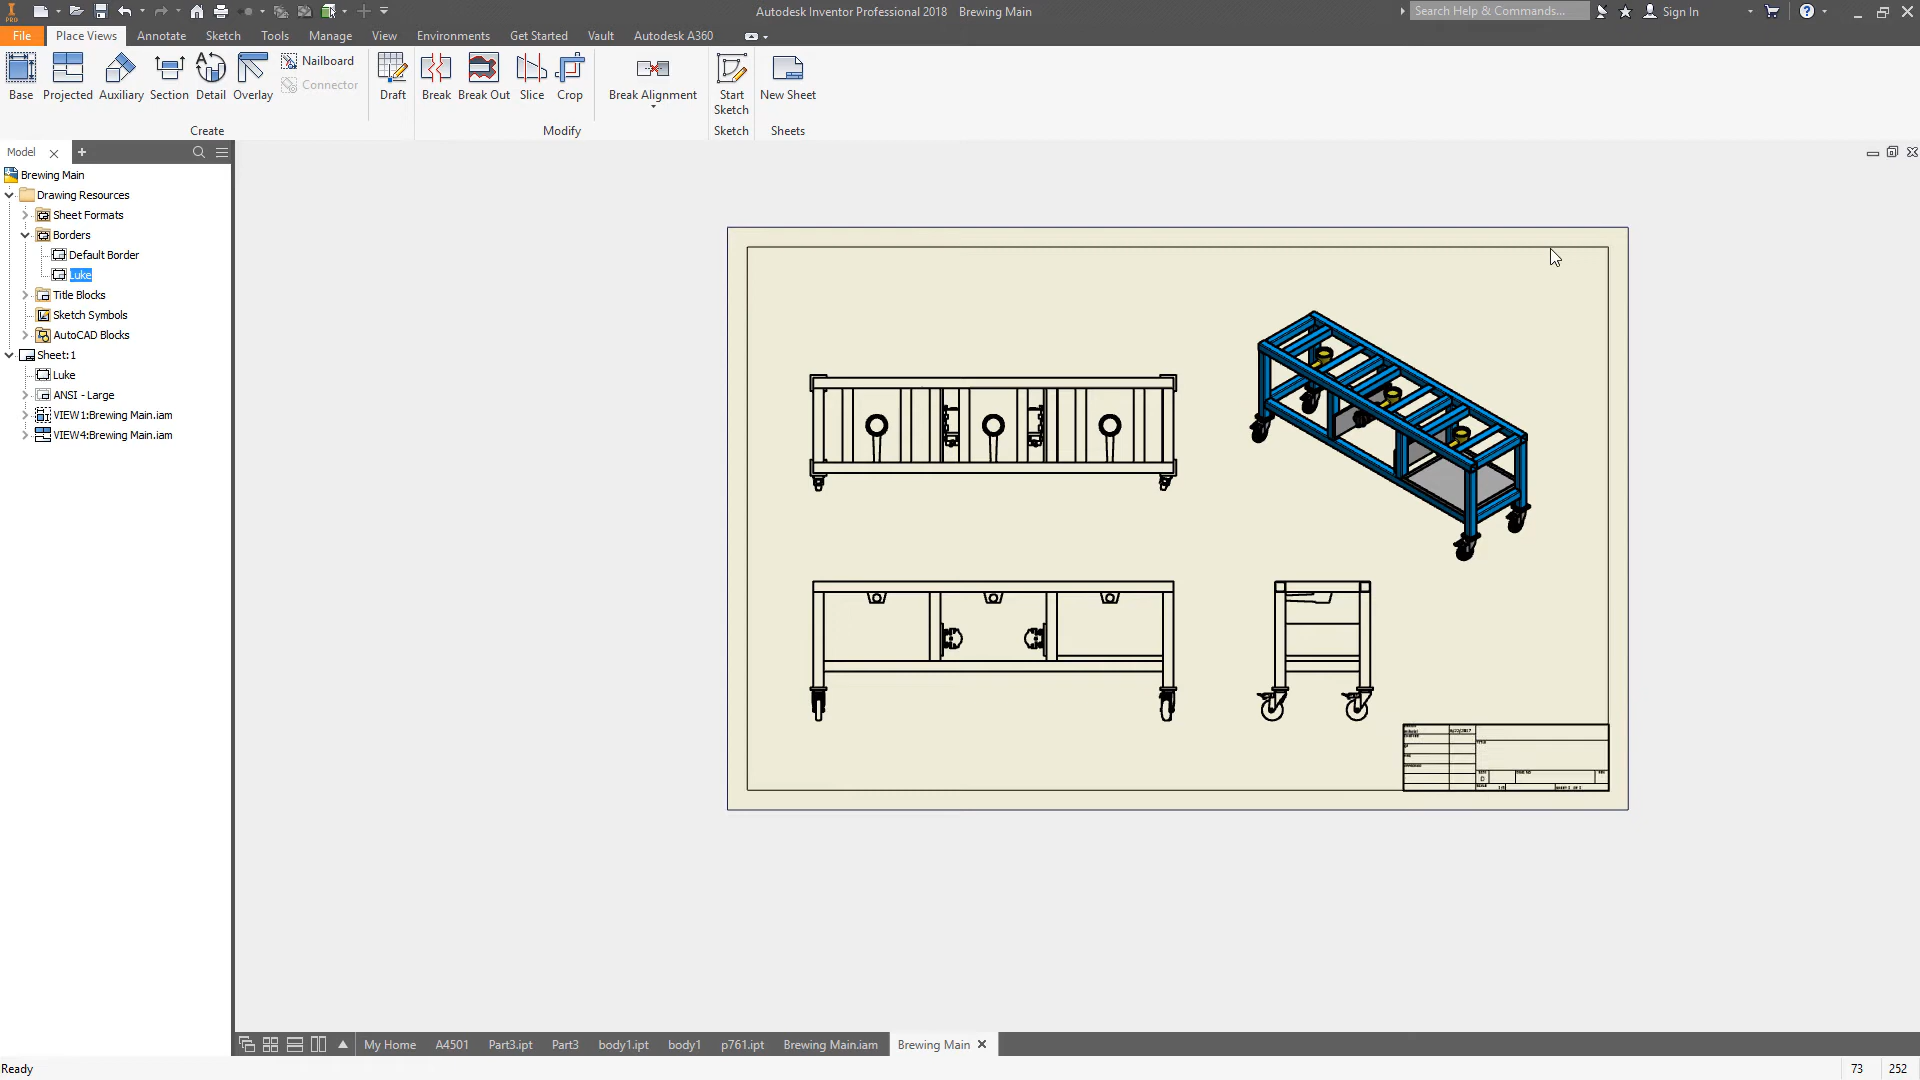 PRO
Autodesk Inventor Professional 2018 Brewing Main
Search Help & Commands...
Sign In
File
Place Views
Annotate
Sketch
Tools
Manage
View
Environments
Get Started
Vault
Autodesk A360
Base
Projected
Auxiliary
Section
Detail
Overlay
Nailboard
Connector
Draft
Break
Break Out
Slice
Crop
Break Alignment
Start Sketch
New Sheet
Create
Modify
Sketch
Sheets
Model
Brewing Main
Drawing Resources
Sheet Formats
Borders
Default Border
Luke
Title Blocks
Sketch Symbols
AutoCAD Blocks
Sheet:1
Luke
ANSI - Large
VIEW1:Brewing Main.iam
VIEW4:Brewing Main.iam
My Home
A4501
Part3.ipt
Part3
body1.ipt
body1
p761.ipt
Brewing Main.iam
Brewing Main
Ready
73
252